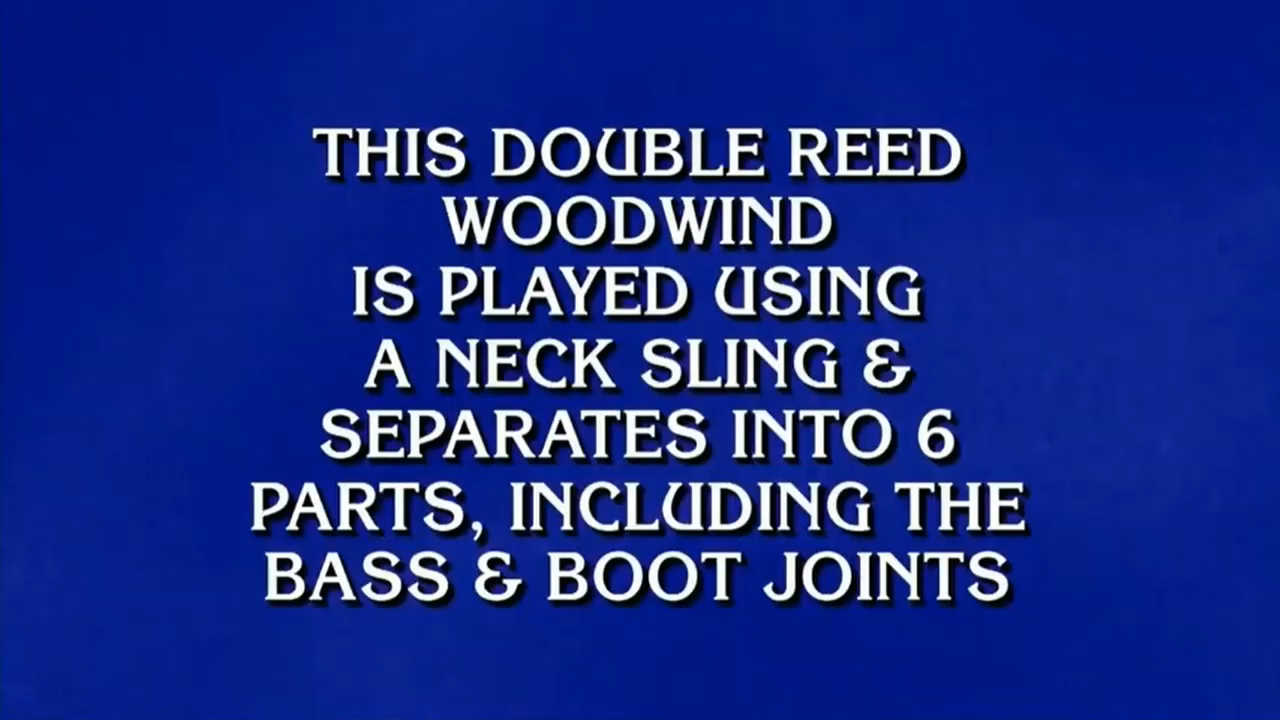 THIS DOUBLE REED
WOODWIND
IS PLAYED USING
A NECK SLING &
SEPARATES INTO 6
PARTS, INCLUDING THE
BASS & BOOT JOINTS